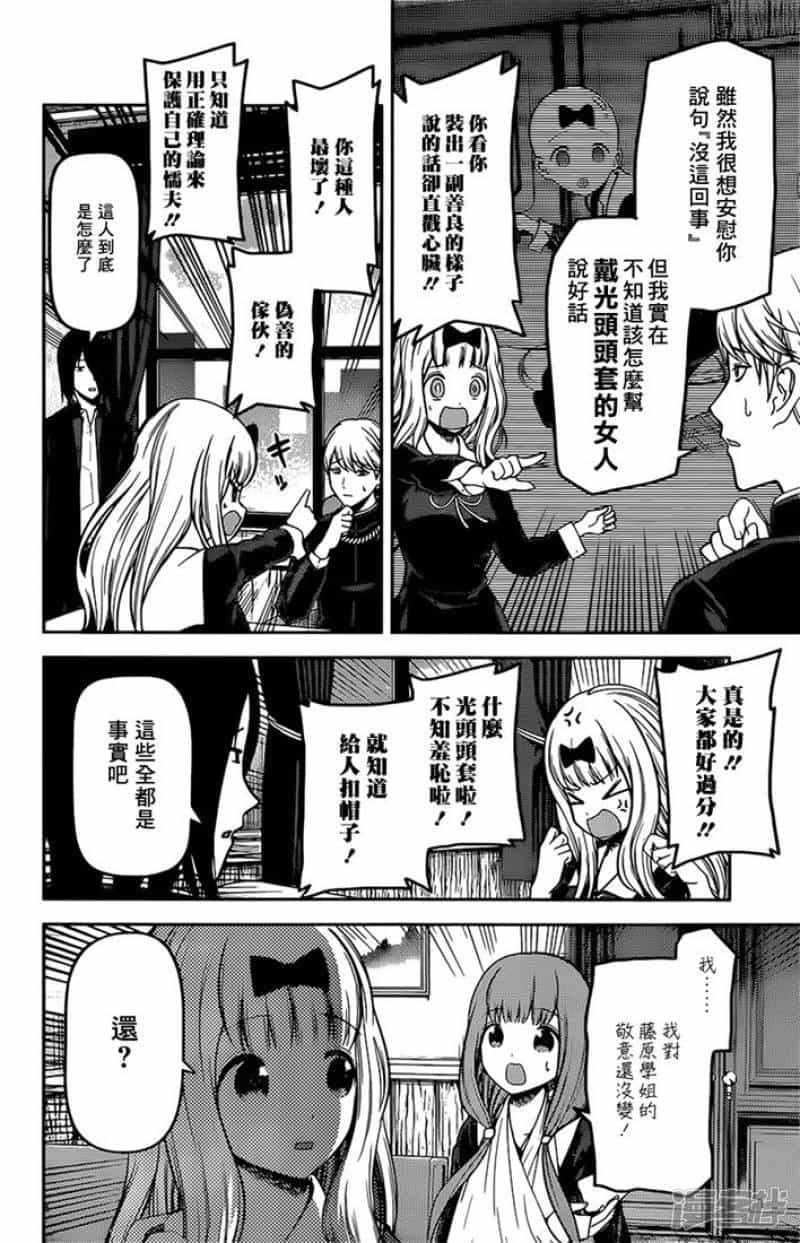 雖然我很想安慰你
說句『沒這回事』
但我實在
不知道該怎麼幫
戴光頭頭套的女人
說好話
你看你
裝出一副善良的樣子
說的話卻直戳心臟!!
你這種人
最壞了!
偽善的
傢伙!
只知道
用正確理論來
保護自己的懦夫!!
這人到底
是怎麼了
真是的!!
大家都好過分!!
什麼
光頭頭套啦!
不知羞恥啦!
就知道
給人扣帽子!
這些全都是
事實吧
我……
我對
藤原學姐的
敬意還沒變!
還?
漫客栈